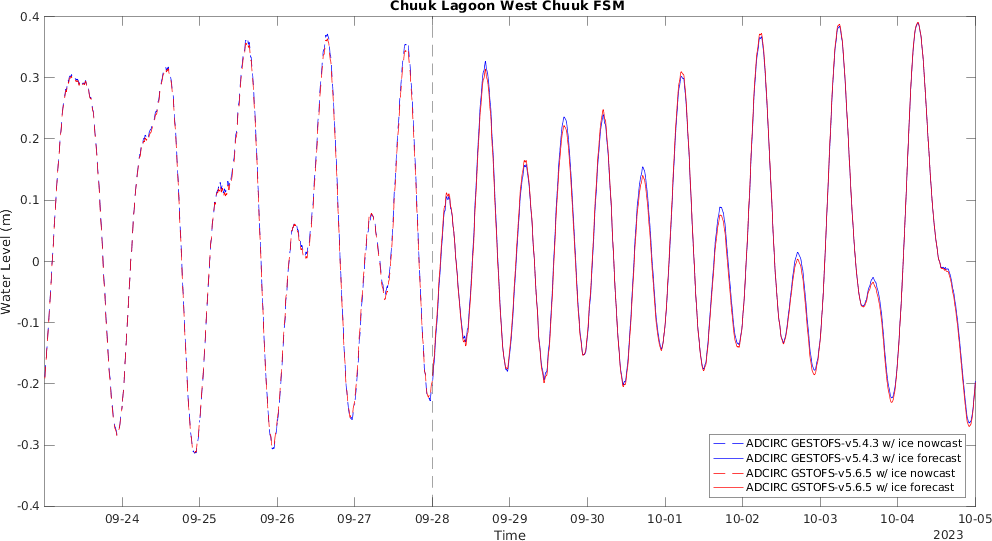 Chuuk Lagoon West Chuuk FSM
0.4
0.3
0.2
0.1
0
-0.1
-0.2
-0.3
-0.4
Water Level (m)
ADCIRC GESTOFS-v5.4.3 w/ ice nowcast
ADCIRC GESTOFS-v5.4.3 w/ ice forecast
ADCIRC GSTOFS-v5.6.5 w/ ice nowcast
ADCIRC GSTOFS-v5.6.5 w/ ice forecast
09-24 09-25 09-26 09-27 09-28 09-29 09-30 10-01 10-02 10-03 10-04 10-05
Time
2023